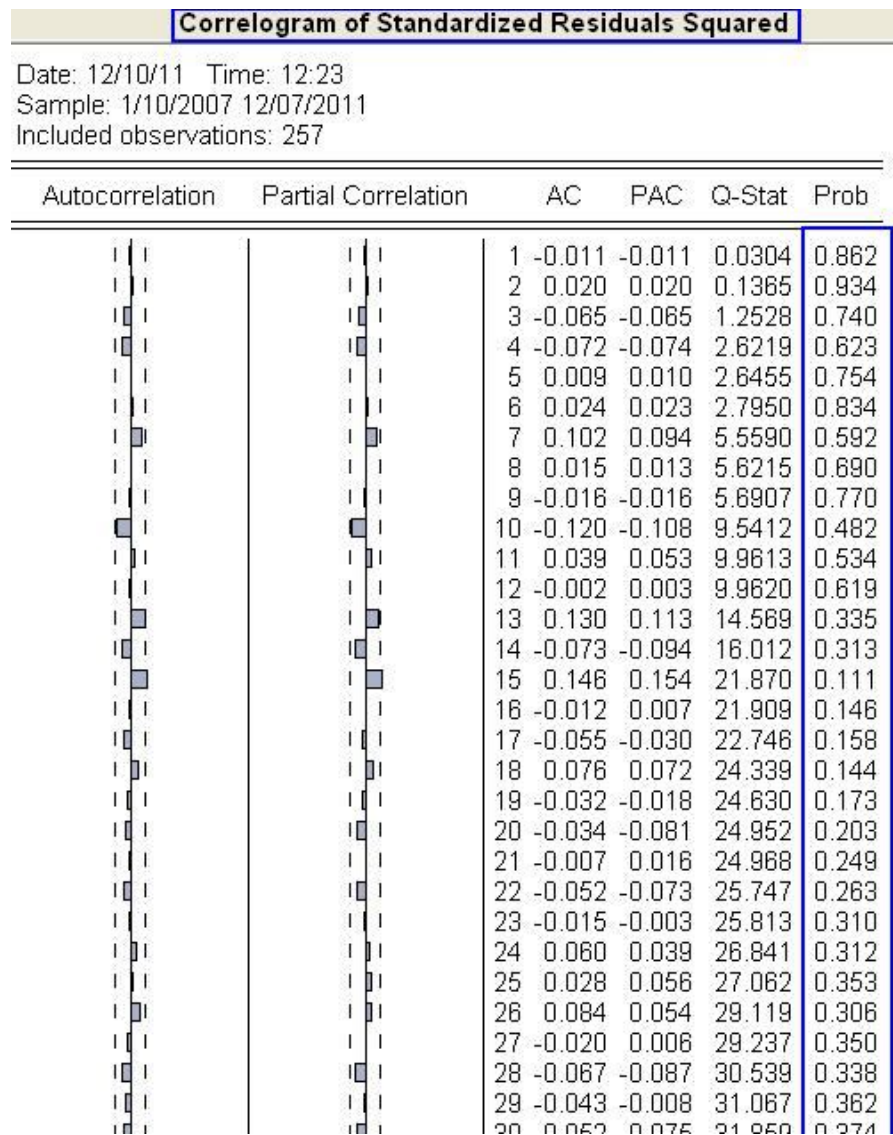 Correlogram of Standardized Residuals Squared
Date: 12/10/11 Time: 12:23
Sample: 1/10/2007 12/07/2011
Included observations: 257
Autocorrelation Partial Correlation AC PAC Q-Stat Prob
1 -0.011 -0.011 0.0304 0.862
2 0.020 0.020 0.1365 0.934
3 -0.065 -0.065 1.2528 0.740
4 -0.072 -0.074 2.6219 0.623
5 0.009 0.010 2.6455 0.754
6 0.024 0.023 2.7950 0.834
7 0.102 0.094 5.5590 0.592
8 0.015 0.013 5.6215 0.690
9 -0.016 -0.016 5.6907 0.770
10 -0.120 -0.108 9.5412 0.482
11 0.039 0.053 9.9613 0.534
12 -0.002 0.003 9.9620 0.619
13 0.130 0.113 14.569 0.335
14 -0.073 -0.094 16.012 0.313
15 0.146 0.154 21.870 0.111
16 -0.012 0.007 21.909 0.146
17 -0.055 -0.030 22.746 0.158
18 0.076 0.072 24.339 0.144
19 -0.032 -0.018 24.630 0.173
20 -0.034 -0.081 24.952 0.203
21 -0.007 0.016 24.968 0.249
22 -0.052 -0.073 25.747 0.263
23 -0.015 -0.003 25.813 0.310
24 0.060 0.039 26.841 0.312
25 0.028 0.056 27.062 0.353
26 0.084 0.054 29.119 0.306
27 -0.020 0.006 29.237 0.350
28 -0.067 -0.087 30.539 0.338
29 -0.043 -0.008 31.067 0.362